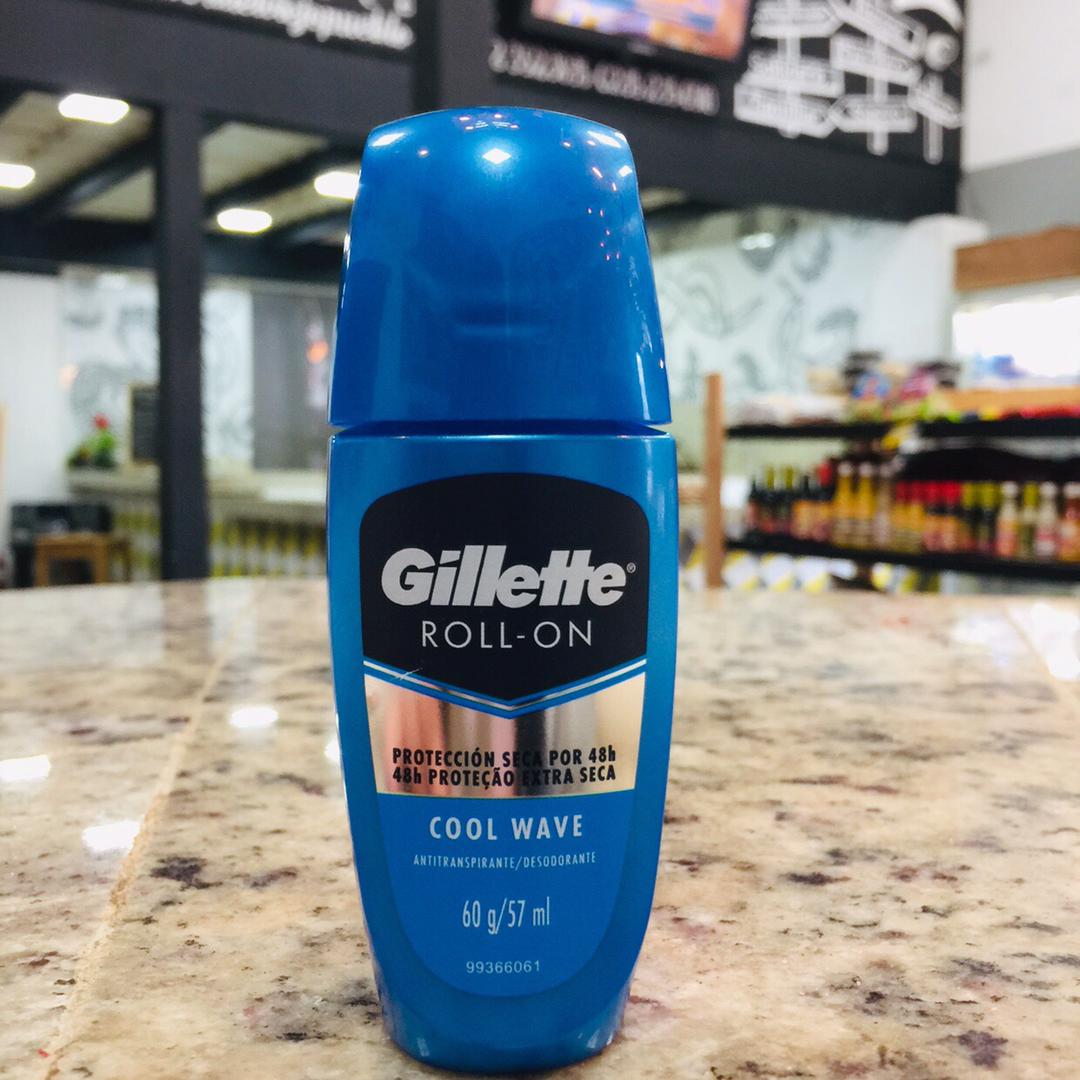 Gillette®
ROLL-ON
PROTECCIÓN SECA POR 48h
48h PROTEÇÃO EXTRA SECA
COOL WAVE
ANTITRANSPIRANTE/DESODORANTE
60 g/57 ml
99366061